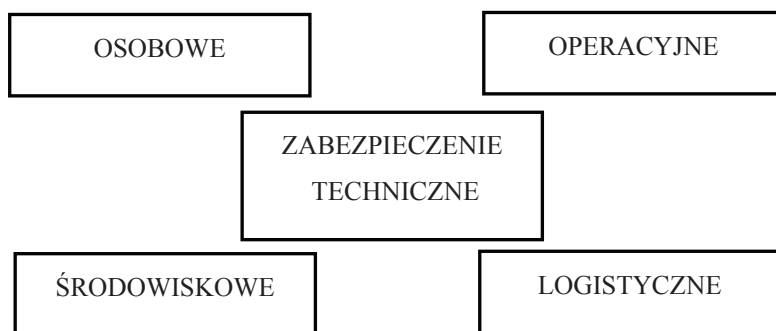 OSOBOWE
OPERACYJNE
ZABEZPIECZENIE
TECHNICZNE
ŚRODOWISKOWE
LOGISTYCZNE